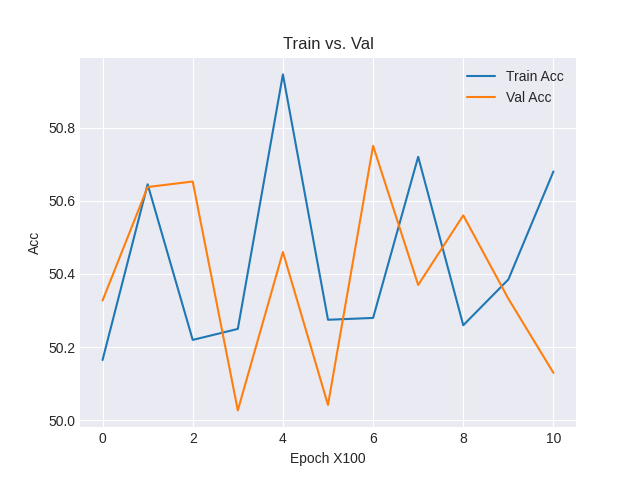 Train vs. Val
Train Acc
Val Acc
50.8
50.6
50.4
50.2
50.0
Acc
0 2 4 6 8 10
Epoch X100